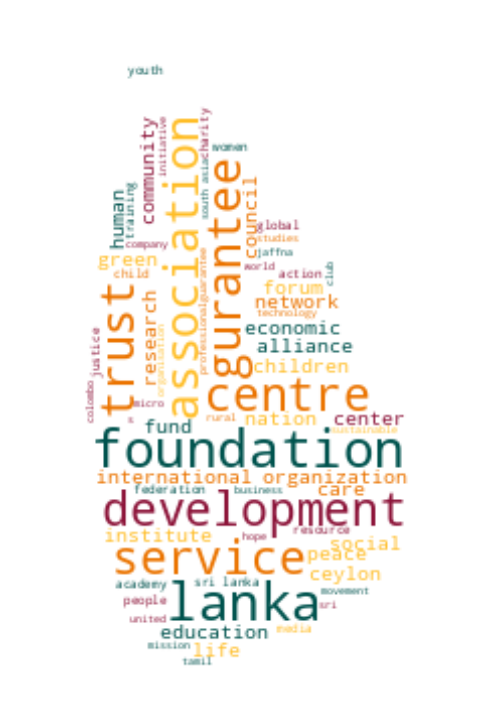 youth
community
initiative
association
charity
south asia
women
human
training
gurantee
council
global
studies
company
jaffna
green
child
world
action
club
professional
guarantee
forum
trust
research
organisation
network
technology
economic
alliance
justice
children
colombo
micro
centre
s
rural
nation
center
fund
sustainable
foundation
international organization
federation
business
care
development
institute
hope
resource
social
service
peace
ceylon
academy
sri lanka
lanka
movement
people
sri
united
education
media
mission
life
tamil